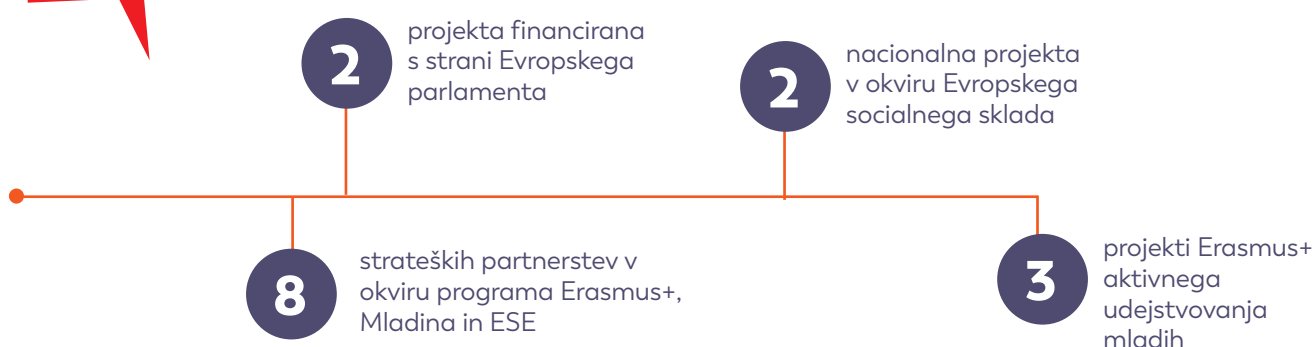 2
projekta financirana
s strani Evropskega
parlamenta
2
nacionalna projekta
v okviru Evropskega
socialnega sklada
8
strateških partnerstev v
okviru programa Erasmus+,
Mladina in ESE
3
projekti Erasmus+
aktivnega
udejstvovanja
mladih